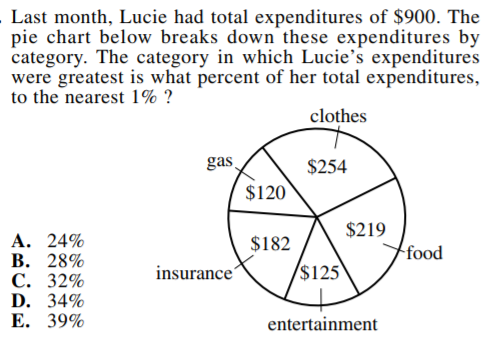 Last month, Lucie had total expenditures of $900. The
pie chart below breaks down these expenditures by
category. The category in which Lucie's expenditures
were greatest is what percent of her total expenditures,
to the nearest 1% ?
clothes
gas
$254
$120
$219
$182
food
insurance
$125
entertainment
A. 24%
B. 28%
C. 32%
D. 34%
E. 39%